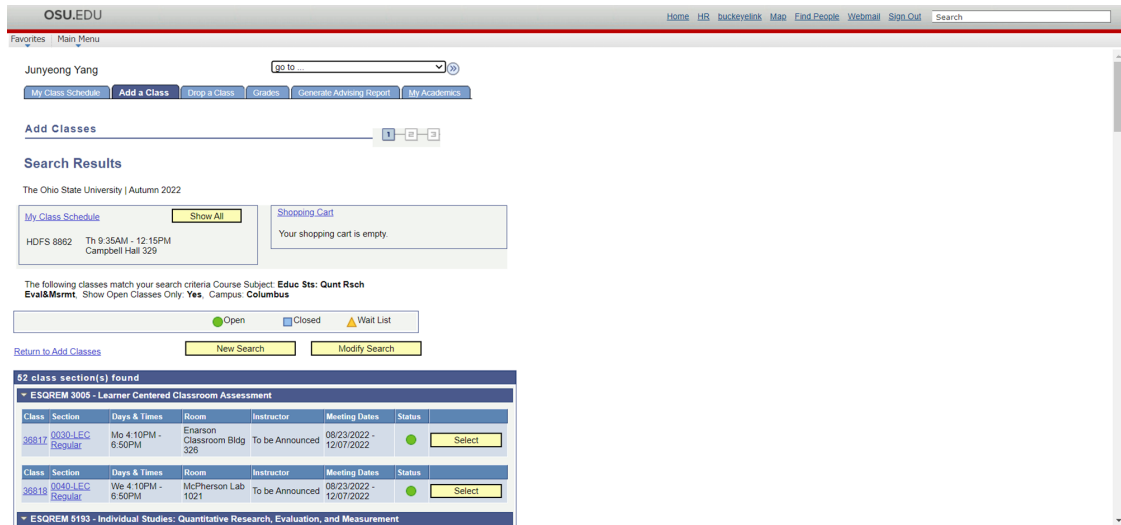 OSU.EDU
Home HR buckeyelink Map Find People Webmail Sign Out Search
Favorites Main Menu
Junyeong Yang
go to ...
My Class Schedule Add a Class Drop a Class Grades Generate Advising Report My Academics
Add Classes
1 2 3
Search Results
The Ohio State University | Autumn 2022
My Class Schedule Show All
HDFS 8862 Th 9:35AM - 12:15PM
Campbell Hall 329
Shopping Cart
Your shopping cart is empty.
The following classes match your search criteria Course Subject: Educ Sts: Qunt Rsch
Eval&Msrmt, Show Open Classes Only: Yes, Campus: Columbus
Open Closed Wait List
Return to Add Classes New Search Modify Search
52 class section(s) found
ESQREM 3005 - Learner Centered Classroom Assessment
Class Section Days & Times Room Instructor Meeting Dates Status
36817 0030-LEC Regular Mo 4:10PM - 6:50PM Enarson Classroom Bldg 326 To be Announced 08/23/2022 - 12/07/2022 Select
Class Section Days & Times Room Instructor Meeting Dates Status
36818 0040-LEC Regular We 4:10PM - 6:50PM McPherson Lab 1021 To be Announced 08/23/2022 - 12/07/2022 Select
ESQREM 5193 - Individual Studies: Quantitative Research, Evaluation, and Measurement